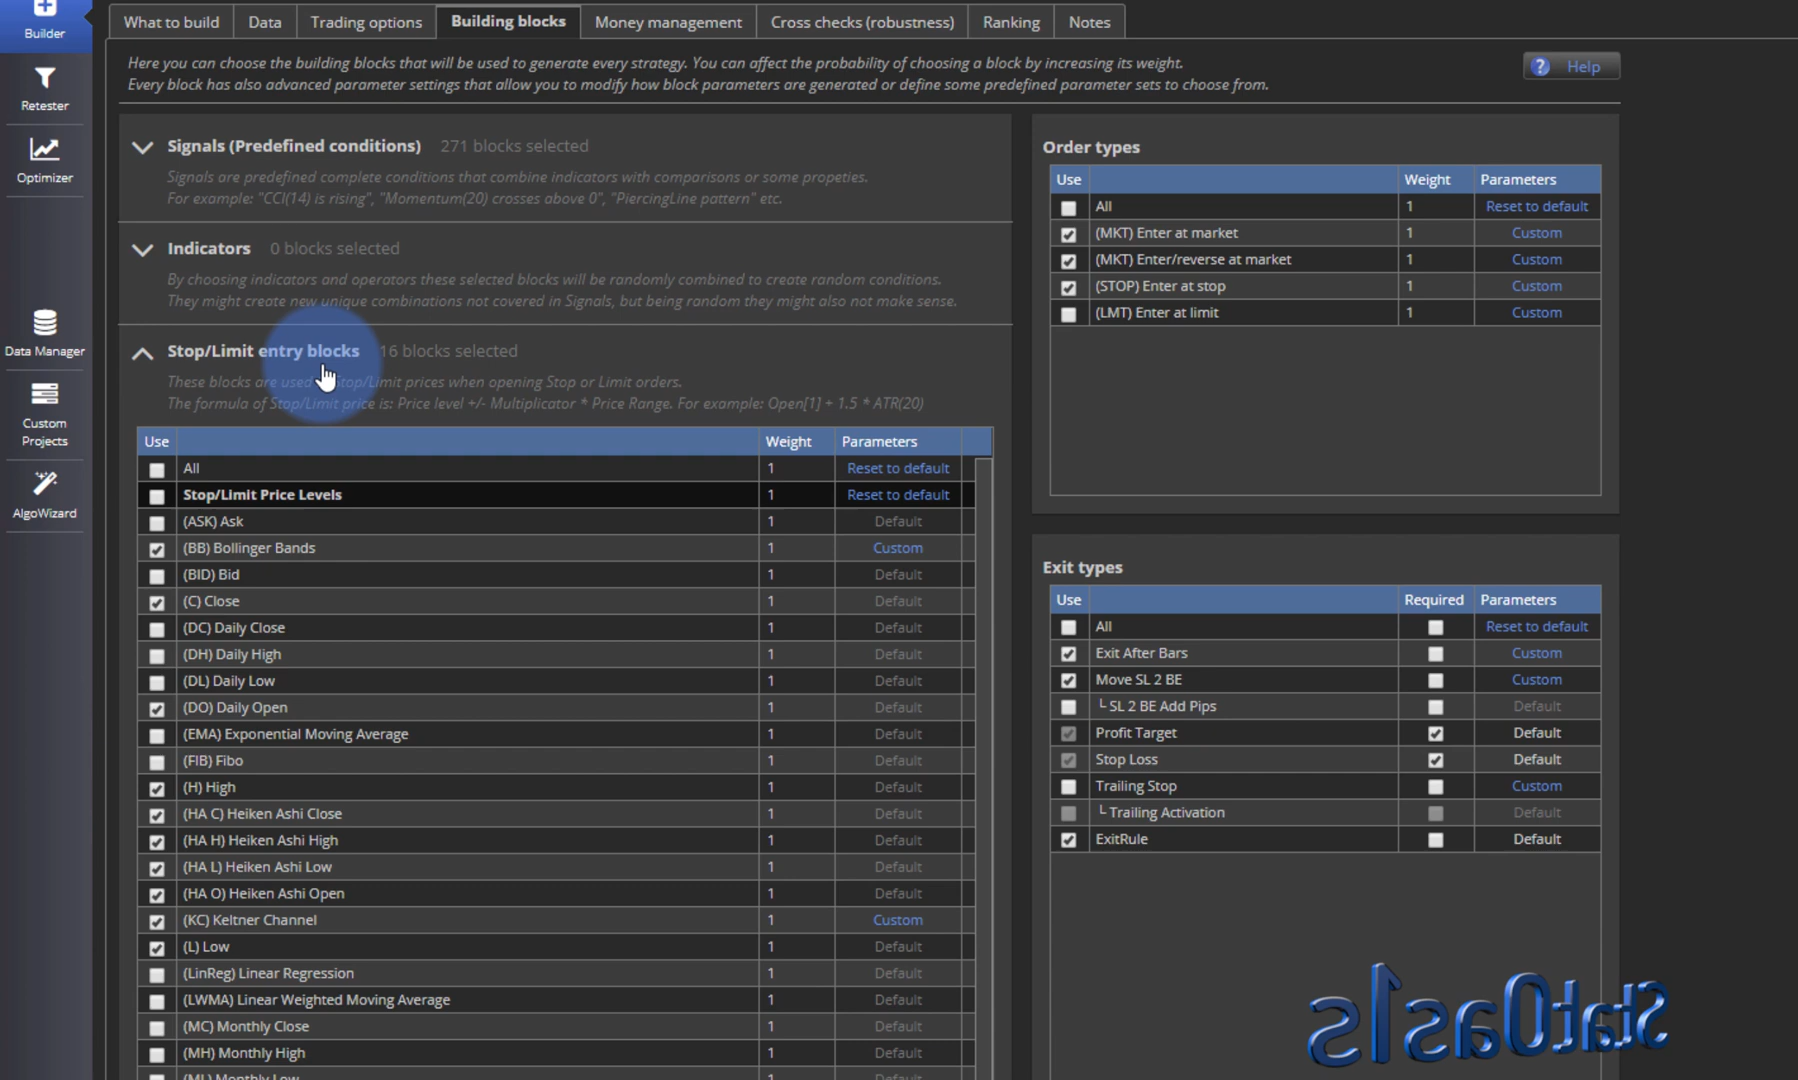 What to build
Data
Trading options
Building blocks
Money management
Cross checks (robustness)
Ranking
Notes
Builder
Retester
Optimizer
Data Manager
Custom
Projects
AlgoWizard
Here you can choose the building blocks that will be used to generate every strategy. You can affect the probability of choosing a block by increasing its weight.
Every block has also advanced parameter settings that allow you to modify how block parameters are generated or define some predefined parameter sets to choose from.
? Help
Signals (Predefined conditions) 271 blocks selected
Signals are predefined complete conditions that combine indicators with comparisons or some propeties.
For example: "CCI(14) is rising", "Momentum(20) crosses above 0", "PiercingLine pattern" etc.
Indicators 0 blocks selected
By choosing indicators and operators these selected blocks will be randomly combined to create random conditions.
They might create new unique combinations not covered in Signals, but being random they might also not make sense.
Stop/Limit entry blocks 16 blocks selected
These blocks are used Stop/Limit prices when opening Stop or Limit orders.
The formula of Stop/Limit price is: Price level +/- Multiplicator * Price Range. For example: Open[1] + 1.5 * ATR(20)
Use Weight Parameters
All 1 Reset to default
Stop/Limit Price Levels 1 Reset to default
(ASK) Ask 1 Default
(BB) Bollinger Bands 1 Custom
(BID) Bid 1 Default
(C) Close 1 Default
(DC) Daily Close 1 Default
(DH) Daily High 1 Default
(DL) Daily Low 1 Default
(DO) Daily Open 1 Default
(EMA) Exponential Moving Average 1 Default
(FIB) Fibo 1 Default
(H) High 1 Default
(HA C) Heiken Ashi Close 1 Default
(HA H) Heiken Ashi High 1 Default
(HA L) Heiken Ashi Low 1 Default
(HA O) Heiken Ashi Open 1 Default
(KC) Keltner Channel 1 Custom
(L) Low 1 Default
(LinReg) Linear Regression 1 Default
(LWMA) Linear Weighted Moving Average 1 Default
(MC) Monthly Close 1 Default
(MH) Monthly High 1 Default
(ML) Monthly Low 1 Default
Order types
Use Weight Parameters
All 1 Reset to default
(MKT) Enter at market 1 Custom
(MKT) Enter/reverse at market 1 Custom
(STOP) Enter at stop 1 Custom
(LMT) Enter at limit 1 Custom
Exit types
Use Required Parameters
All Reset to default
Exit After Bars Custom
Move SL 2 BE Custom
└ SL 2 BE Add Pips Default
Profit Target Default
Stop Loss Default
Trailing Stop Custom
└ Trailing Activation Default
ExitRule Default
StatOas1s